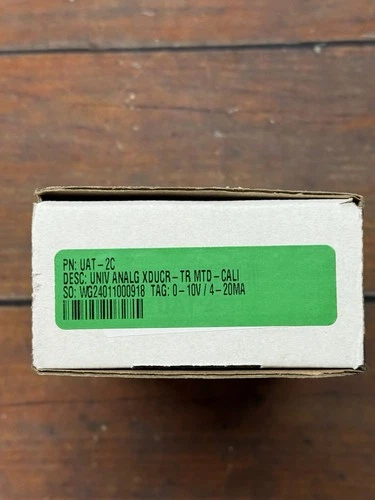 PN: UAT-2C
DESC: UNIV ANALG XDUCR-TR MTD-CALI
SO: WG24011000918 TAG: 0-10V / 4-20MA